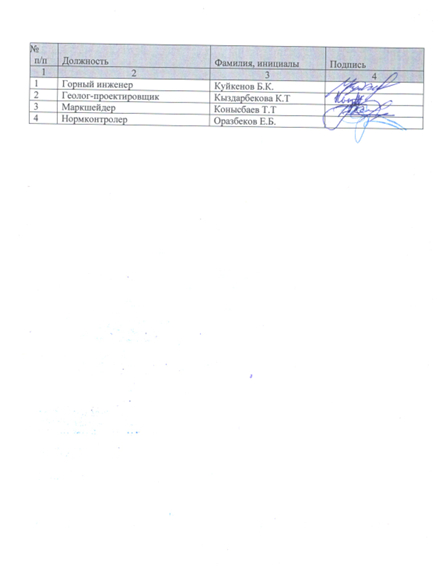 №
п/п Должность Фамилия, инициалы Подпись
1 2 3 4
1 Горный инженер Куйкенов Б.К.
2 Геолог-проектировщик Кыздарбекова К.Т
3 Маркшейдер Конысбаев Т.Т
4 Нормконтролер Оразбеков Е.Б.